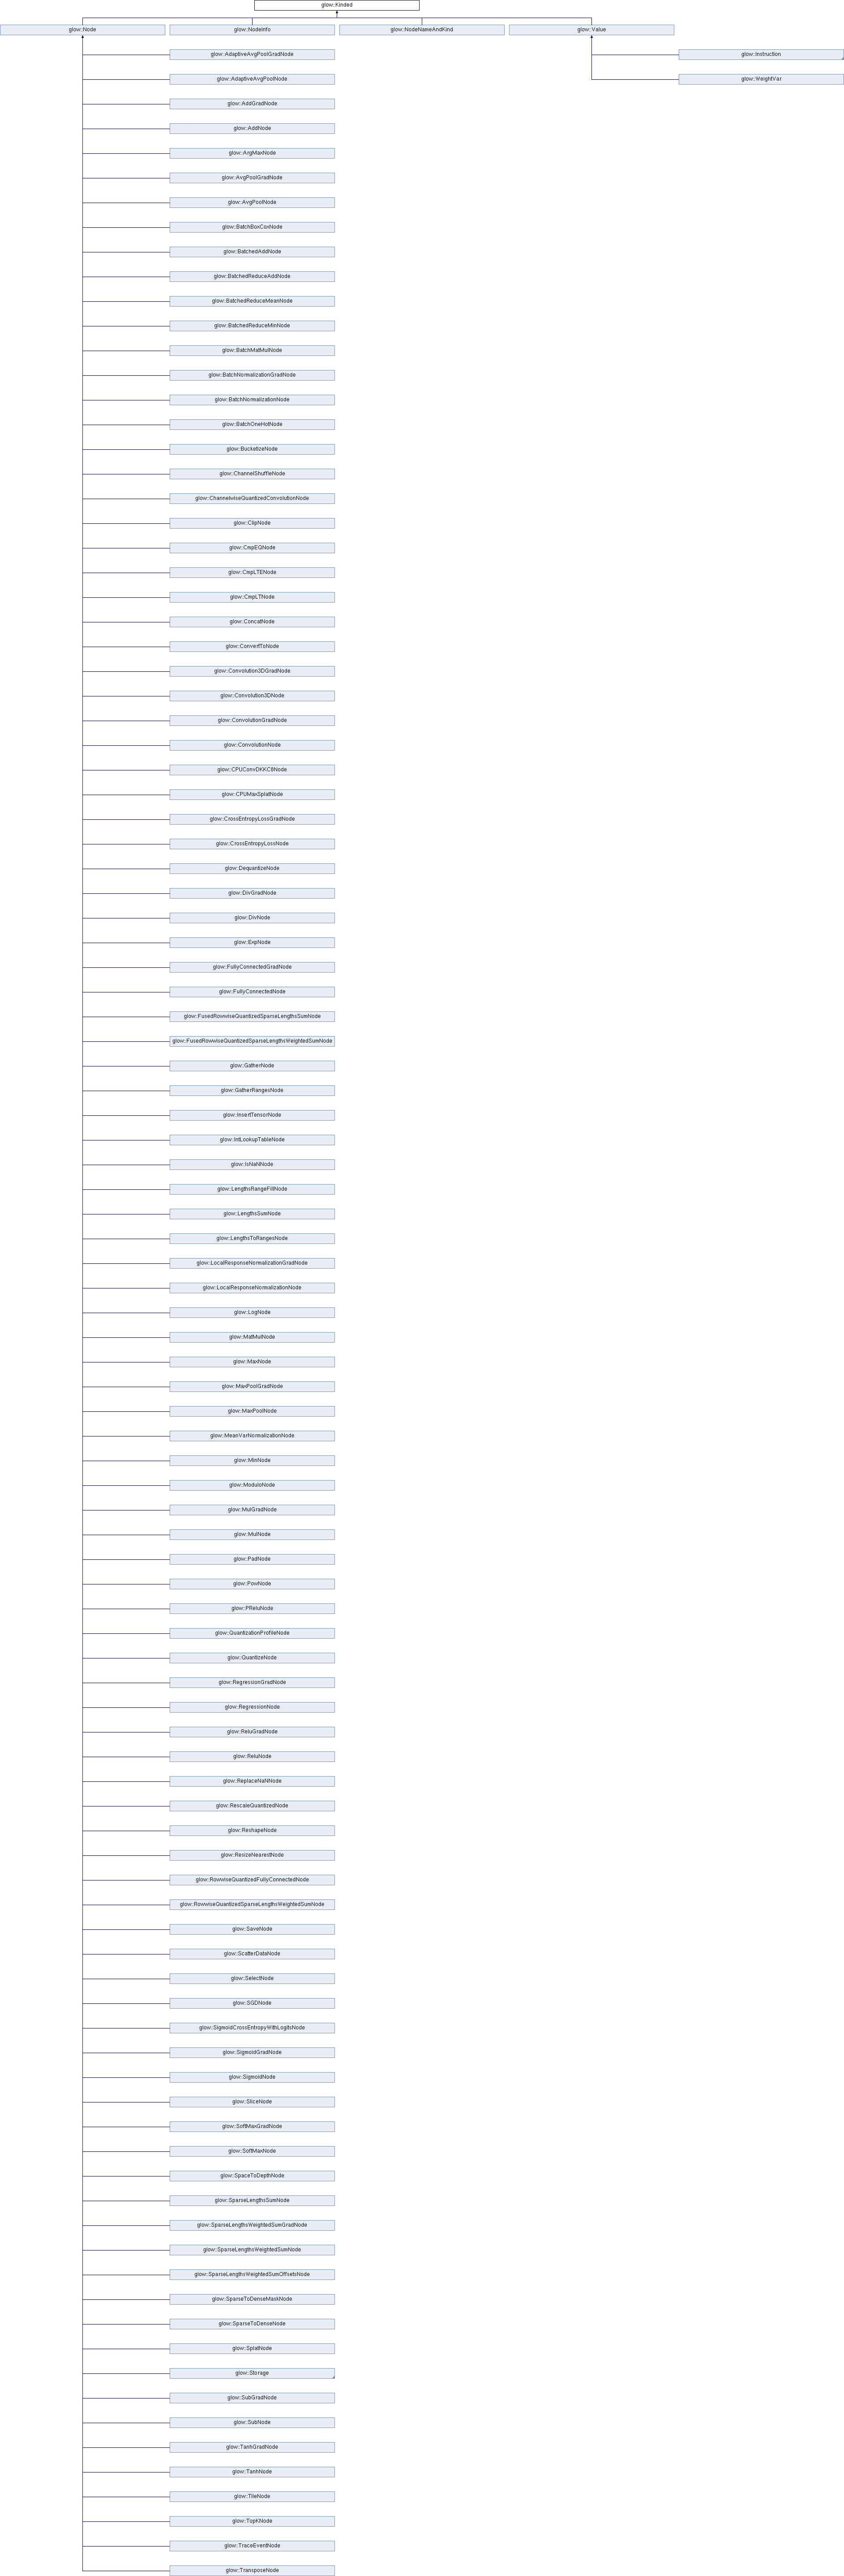 glow::Kinded
glow::Node
glow::NodeInfo
glow::NodeNameAndKind
glow::Value
glow::AdaptiveAvgPoolGradNode
glow::Instruction
glow::AdaptiveAvgPoolNode
glow::WeightVar
glow::AddGradNode
glow::AddNode
glow::ArgMaxNode
glow::AvgPoolGradNode
glow::AvgPoolNode
glow::BatchBoxCoxNode
glow::BatchedAddNode
glow::BatchedReduceAddNode
glow::BatchedReduceMeanNode
glow::BatchedReduceMinNode
glow::BatchMatMulNode
glow::BatchNormalizationGradNode
glow::BatchNormalizationNode
glow::BatchOneHotNode
glow::BucketizeNode
glow::ChannelShuffleNode
glow::ChannelwiseQuantizedConvolutionNode
glow::ClipNode
glow::CmpEQNode
glow::CmpLTENode
glow::CmpLTNode
glow::ConcatNode
glow::ConvertToNode
glow::Convolution3DGradNode
glow::Convolution3DNode
glow::ConvolutionGradNode
glow::ConvolutionNode
glow::CPUConvDKKC8Node
glow::CPUMaxSplatNode
glow::CrossEntropyLossGradNode
glow::CrossEntropyLossNode
glow::DequantizeNode
glow::DivGradNode
glow::DivNode
glow::ExpNode
glow::FullyConnectedGradNode
glow::FullyConnectedNode
glow::FusedRowwiseQuantizedSparseLengthsSumNode
glow::FusedRowwiseQuantizedSparseLengthsWeightedSumNode
glow::GatherNode
glow::GatherRangesNode
glow::InsertTensorNode
glow::IntLookupTableNode
glow::IsNaNNode
glow::LengthsRangeFillNode
glow::LengthsSumNode
glow::LengthsToRangesNode
glow::LocalResponseNormalizationGradNode
glow::LocalResponseNormalizationNode
glow::LogNode
glow::MatMulNode
glow::MaxNode
glow::MaxPoolGradNode
glow::MaxPoolNode
glow::MeanVarNormalizationNode
glow::MinNode
glow::ModuloNode
glow::MulGradNode
glow::MulNode
glow::PadNode
glow::PowNode
glow::PReluNode
glow::QuantizationProfileNode
glow::QuantizeNode
glow::RegressionGradNode
glow::RegressionNode
glow::ReluGradNode
glow::ReluNode
glow::ReplaceNaNNode
glow::RescaleQuantizedNode
glow::ReshapeNode
glow::ResizeNearestNode
glow::RowwiseQuantizedFullyConnectedNode
glow::RowwiseQuantizedSparseLengthsWeightedSumNode
glow::SaveNode
glow::ScatterDataNode
glow::SelectNode
glow::SGDNode
glow::SigmoidCrossEntropyWithLogitsNode
glow::SigmoidGradNode
glow::SigmoidNode
glow::SliceNode
glow::SoftMaxGradNode
glow::SoftMaxNode
glow::SpaceToDepthNode
glow::SparseLengthsSumNode
glow::SparseLengthsWeightedSumGradNode
glow::SparseLengthsWeightedSumNode
glow::SparseLengthsWeightedSumOffsetsNode
glow::SparseToDenseMaskNode
glow::SparseToDenseNode
glow::SplatNode
glow::Storage
glow::SubGradNode
glow::SubNode
glow::TanhGradNode
glow::TanhNode
glow::TileNode
glow::TopKNode
glow::TraceEventNode
glow::TransposeNode